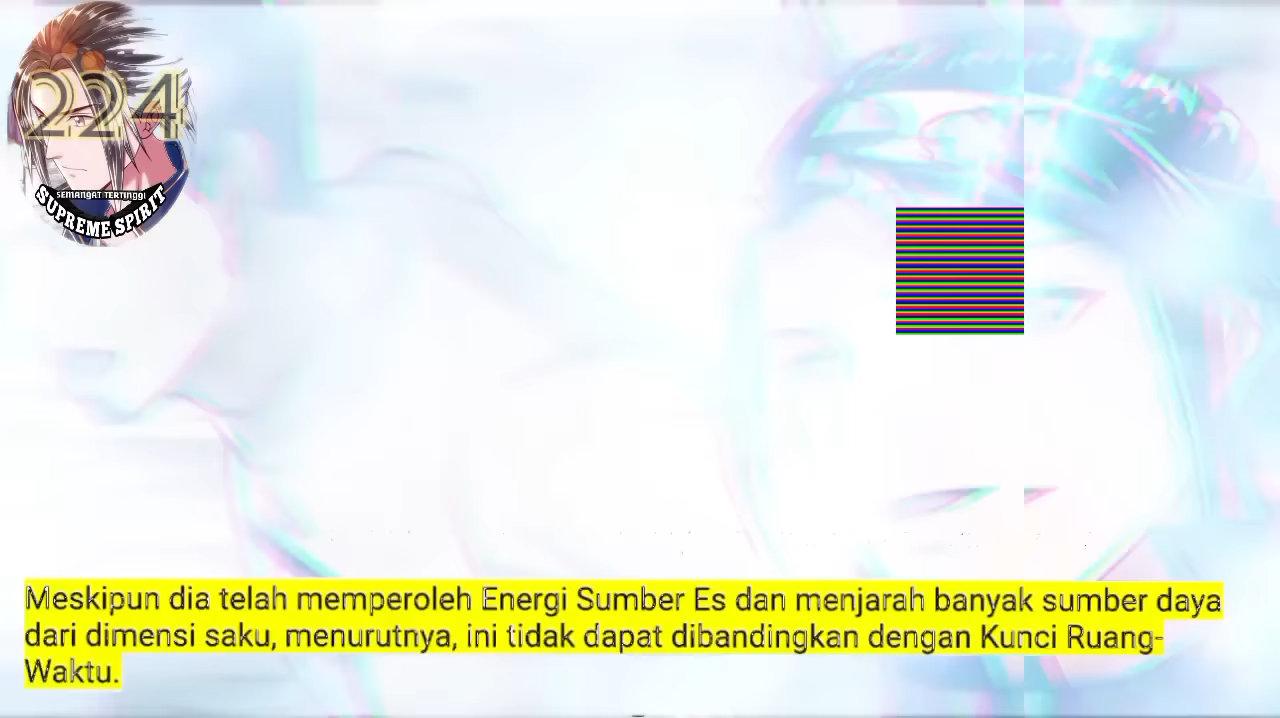 224
SEMANGAT TERTINGGI
SUPREME SPIRIT
Meskipun dia telah memperoleh Energi Sumber Es dan menjarah banyak sumber daya
dari dimensi saku, menurutnya, ini tidak dapat dibandingkan dengan Kunci Ruang-
Waktu.